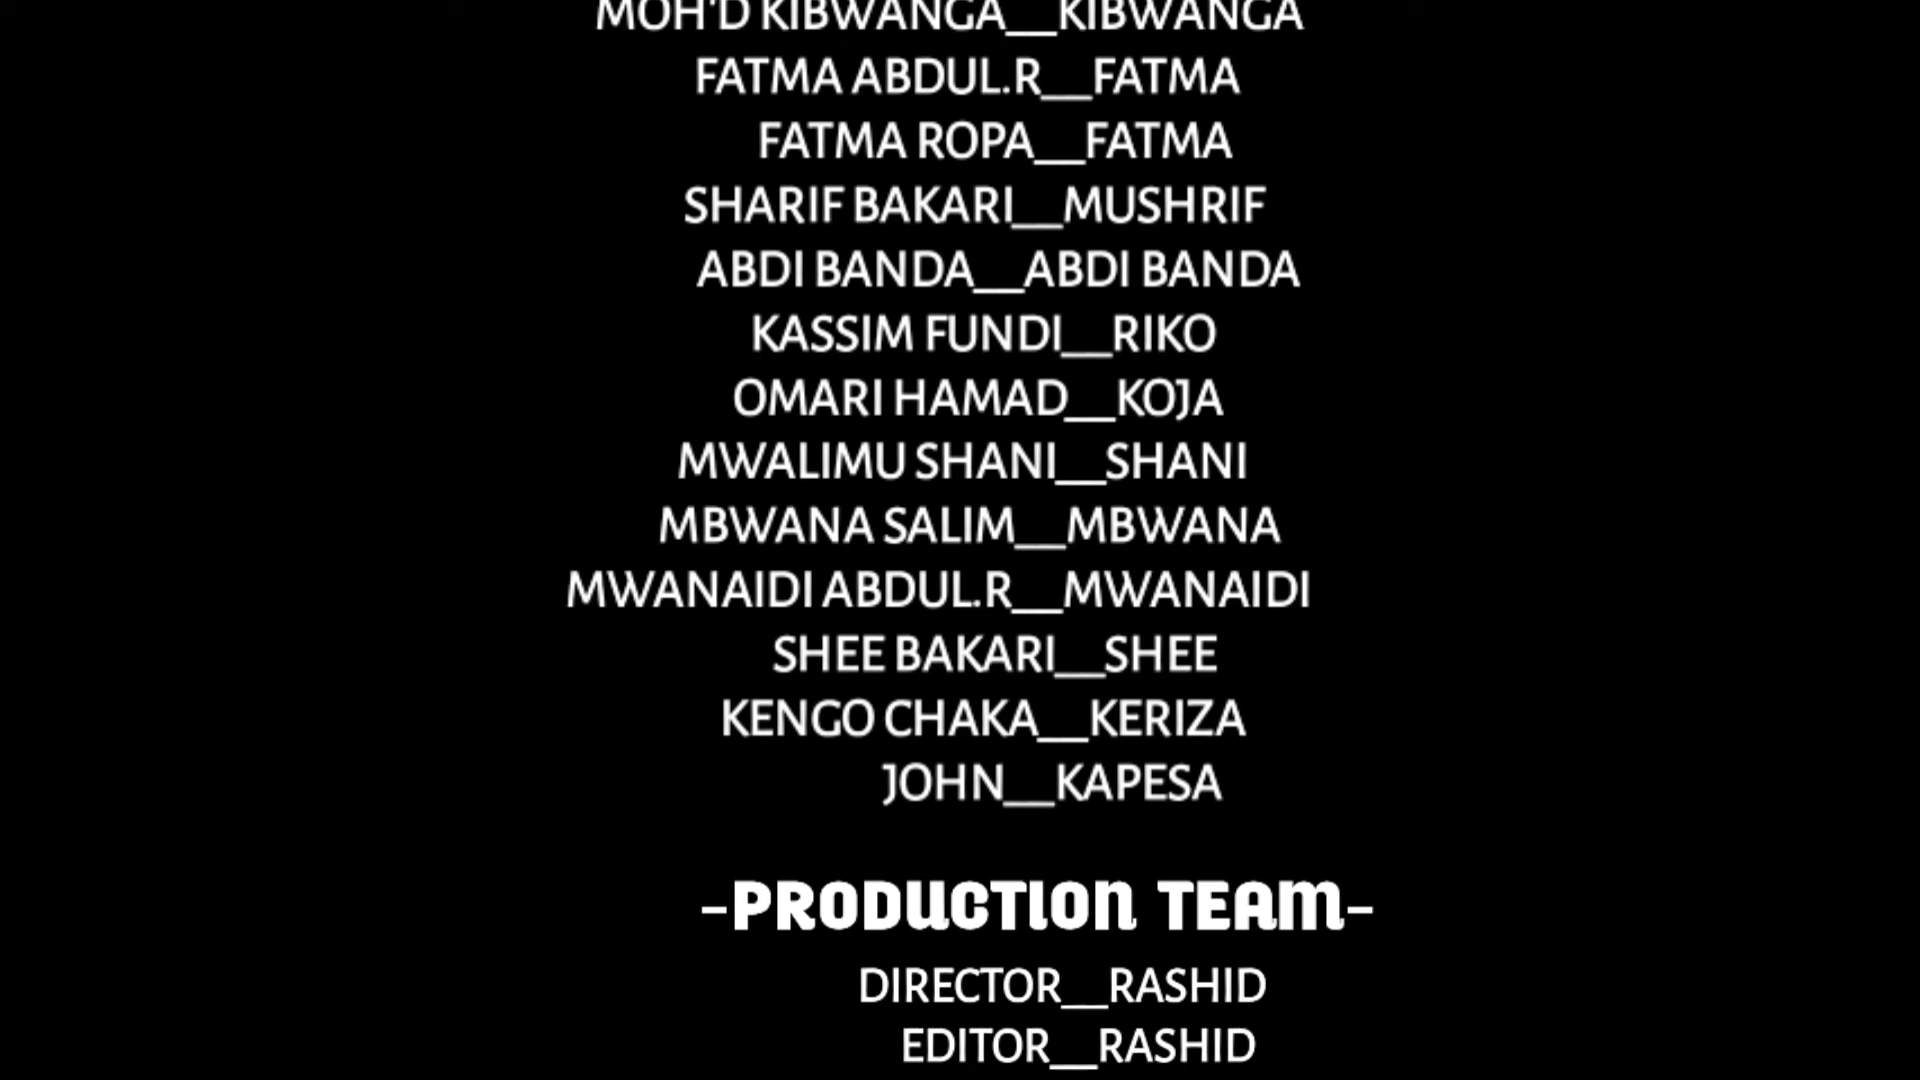 MOH'D KIBWANGA__KIBWANGA
FATMA ABDUL.R__FATMA
FATMA ROPA__FATMA
SHARIF BAKARI__MUSHRIF
ABDI BANDA__ABDI BANDA
KASSIM FUNDI__RIKO
OMARI HAMAD__KOJA
MWALIMU SHANI__SHANI
MBWANA SALIM__MBWANA
MWANAIDI ABDUL.R__MWANAIDI
SHEE BAKARI__SHEE
KENGO CHAKA__KERIZA
JOHN__KAPESA
-PRODUCTION TEAM-
DIRECTOR__RASHID
EDITOR__RASHID